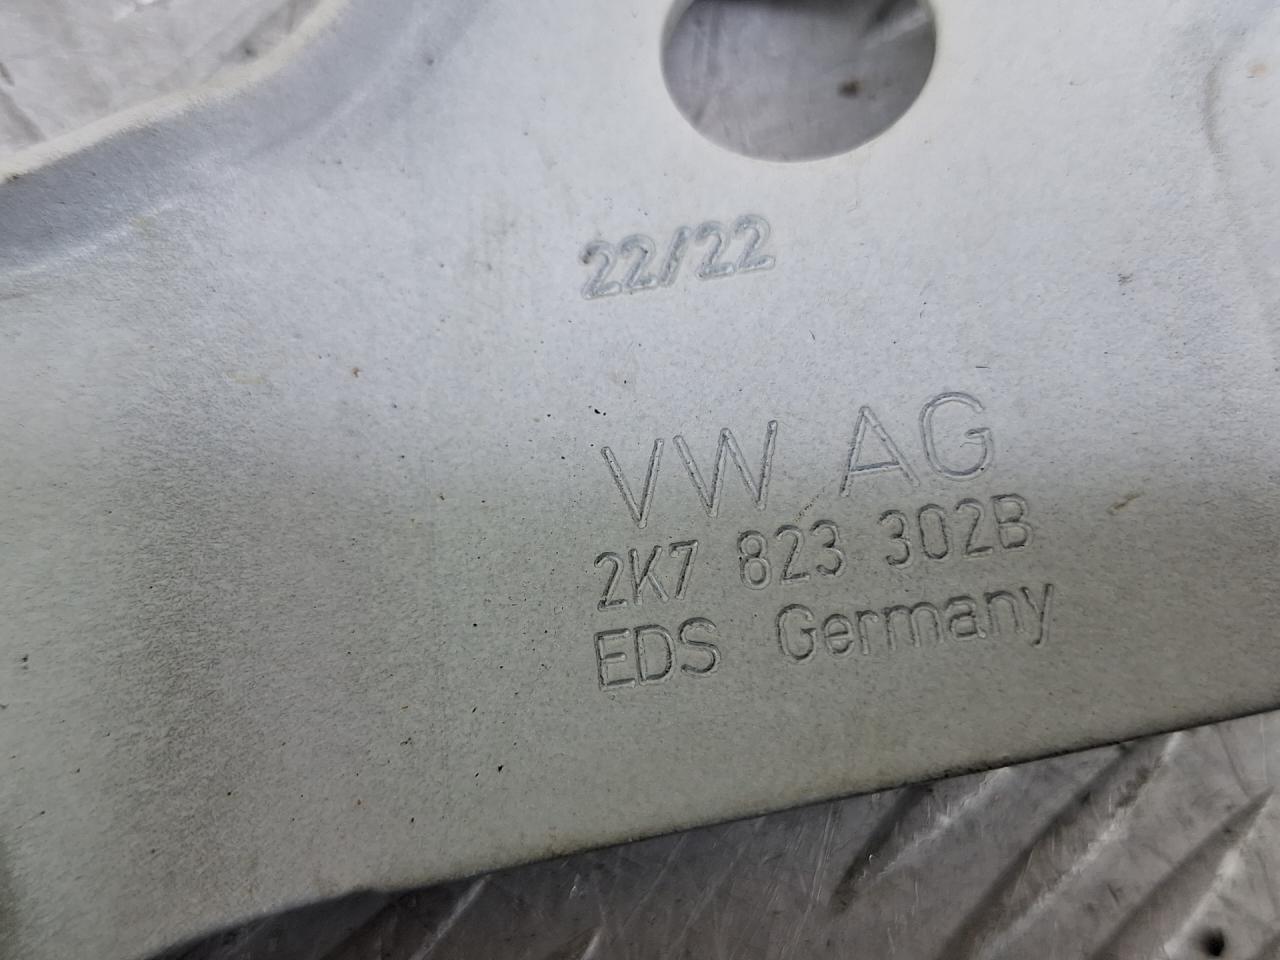 22/22
VW AG
2K7 823 302B
EDS Germany